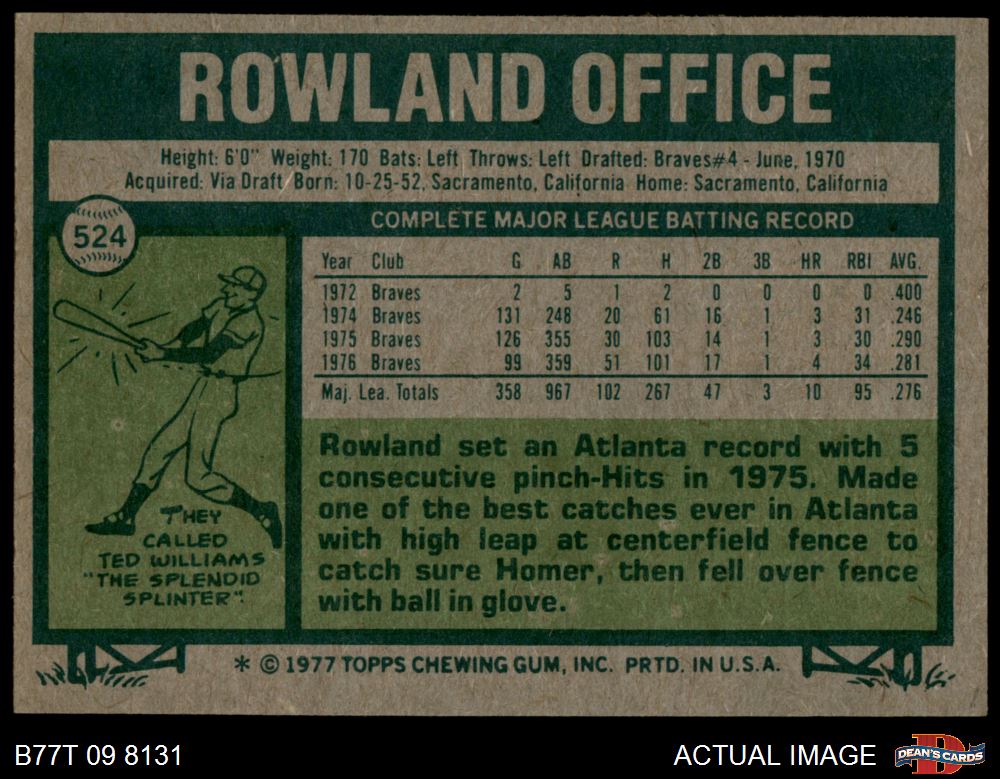 ROWLAND OFFICE
Height: 6'0" Weight: 170 Bats: Left Throws: Left Drafted: Braves#4 - June, 1970
Acquired: Via Draft Born: 10-25-52, Sacramento, California Home: Sacramento, California
524
COMPLETE MAJOR LEAGUE BATTING RECORD
Year Club G AB R H 2B 3B HR RBI AVG.
1972 Braves 2 5 1 2 0 0 0 0 .400
1974 Braves 131 248 20 61 16 1 3 31 .246
1975 Braves 126 355 30 103 14 1 3 30 .290
1976 Braves 99 359 51 101 17 1 4 34 .281
Maj. Lea. Totals 358 967 102 267 47 3 10 95 .276
THEY
CALLED
TED WILLIAMS
"THE SPLENDID
SPLINTER".
Rowland set an Atlanta record with 5
consecutive pinch-Hits in 1975. Made
one of the best catches ever in Atlanta
with high leap at centerfield fence to
catch sure Homer, then fell over fence
with ball in glove.
* © 1977 TOPPS CHEWING GUM, INC. PRTD. IN U.S.A.
B77T 09 8131
ACTUAL IMAGE
DEAN'S CARDS